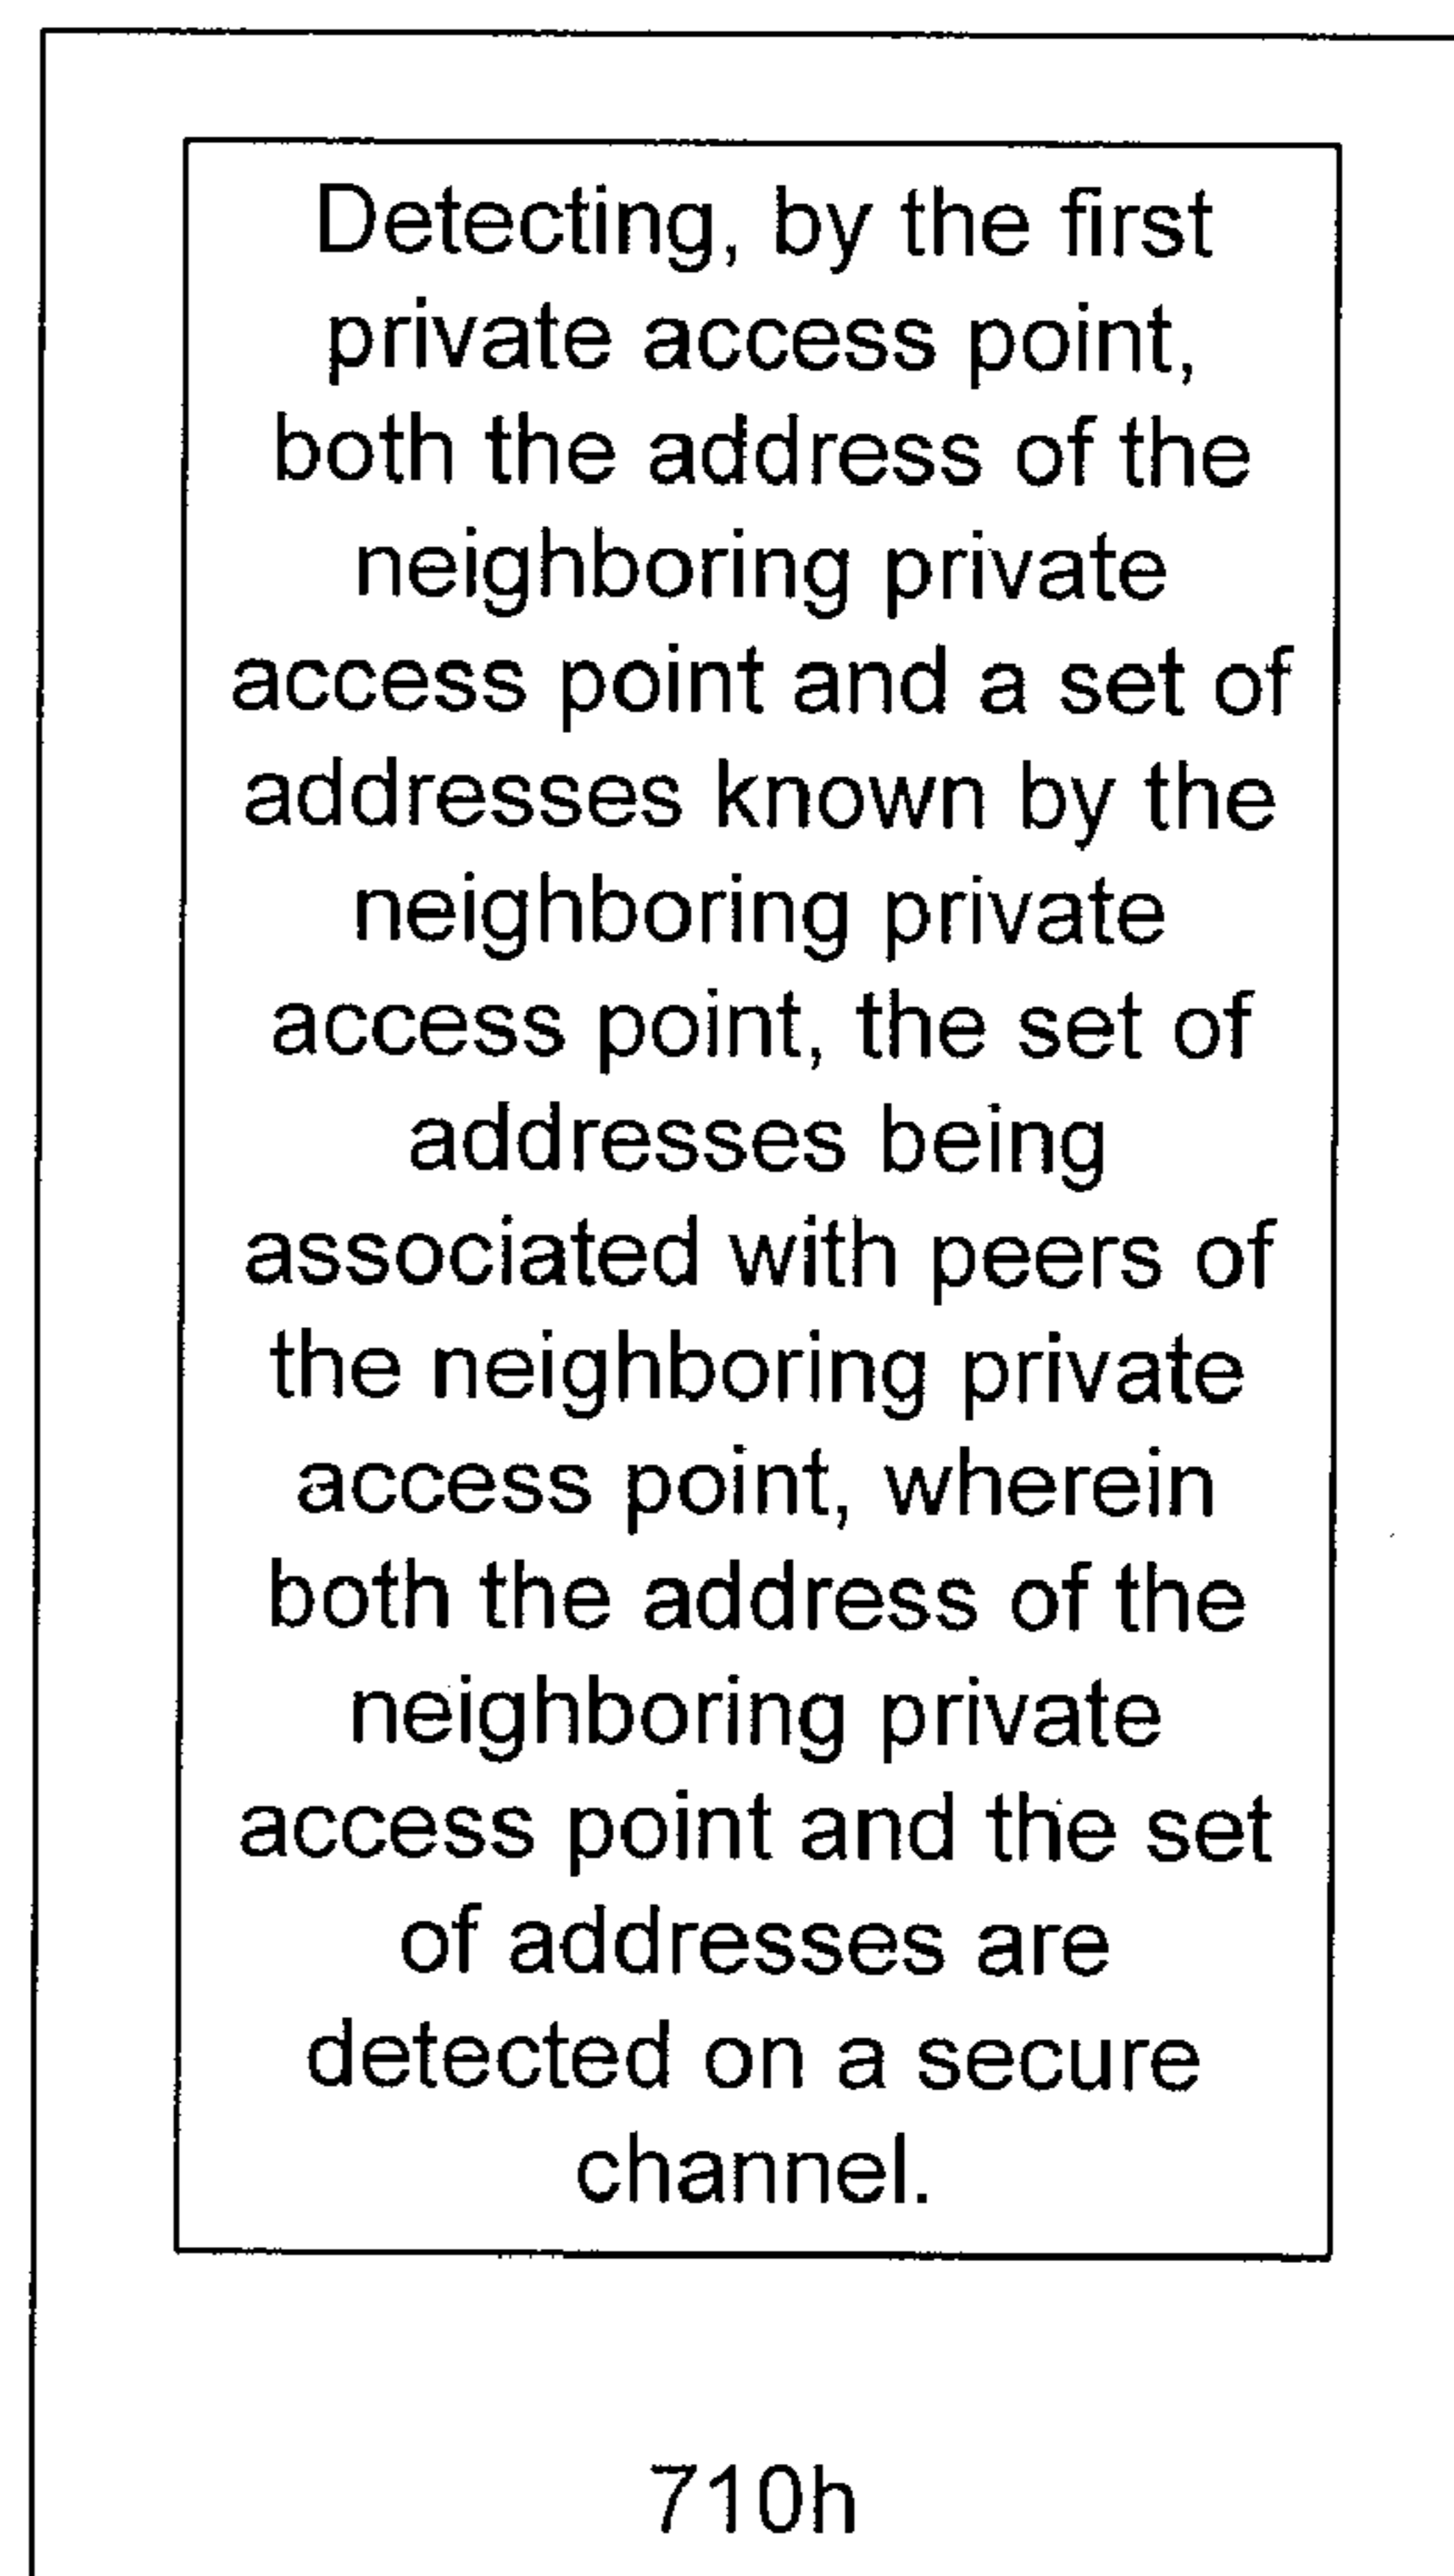 Detecting, by the first
private access point,
both the address of the
neighboring private
access point and a set of
addresses known by the
neighboring private
access point, the set of
addresses being
associated with peers of
the neighboring private
access point, wherein
both the address of the
neighboring private
access point and the set
of addresses are
detected on a secure
channel.
710h